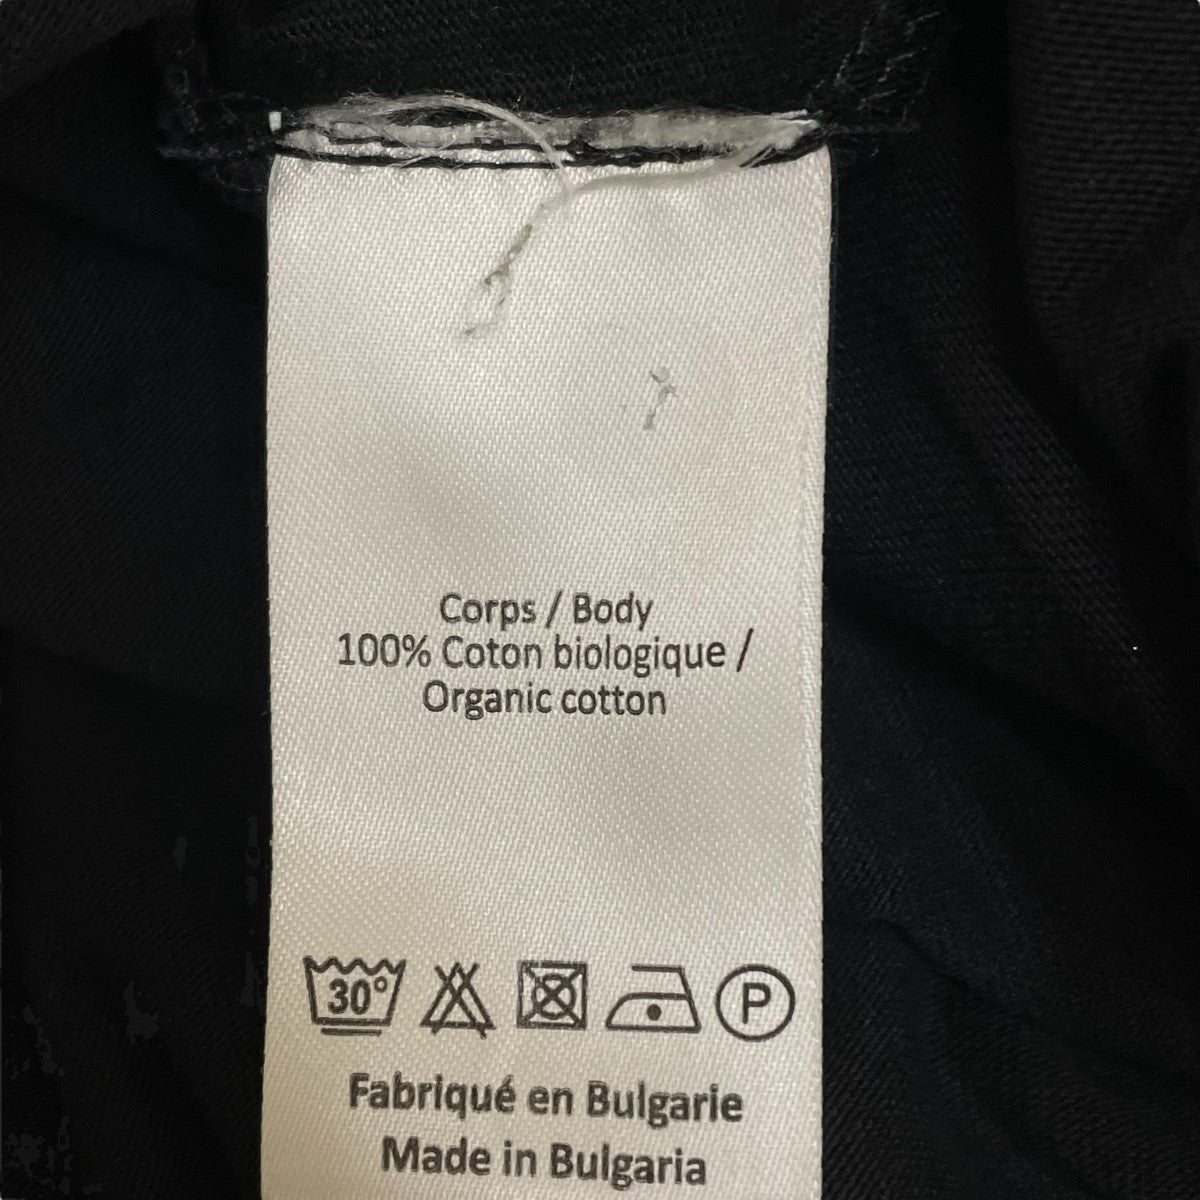 Corps / Body
100% Coton biologique /
Organic cotton
30°
P
Fabriqué en Bulgarie
Made in Bulgaria